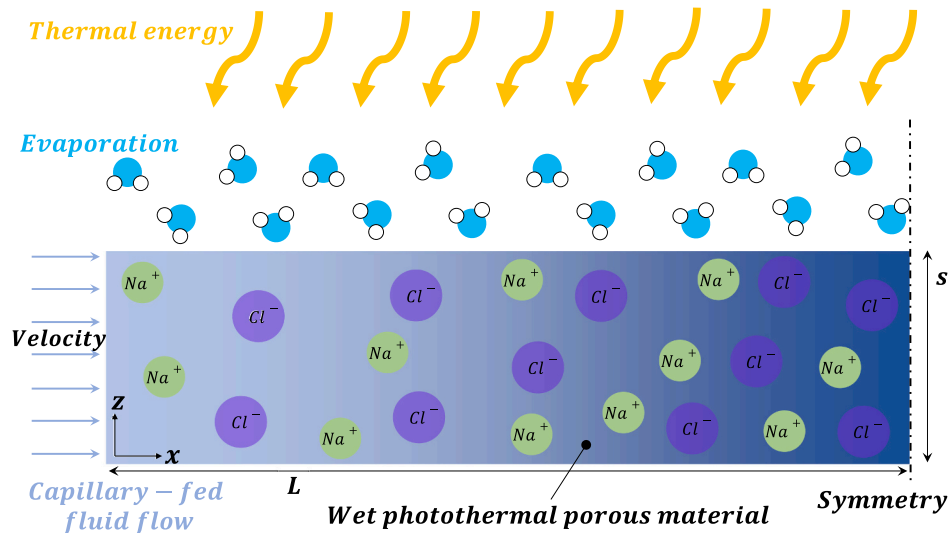 Thermal energy
Evaporation
Na⁺
Cl⁻
Cl⁻
Na⁺
Cl⁻
Na⁺
Cl⁻
Cl⁻
s
Velocity
Na⁺
Na⁺
Cl⁻
Na⁺
Cl⁻
Na⁺
z
x
Cl⁻
Na⁺
Cl⁻
Na⁺
Na⁺
Cl⁻
Na⁺
Cl⁻
L
Capillary – fed
fluid flow
Symmetry
Wet photothermal porous material